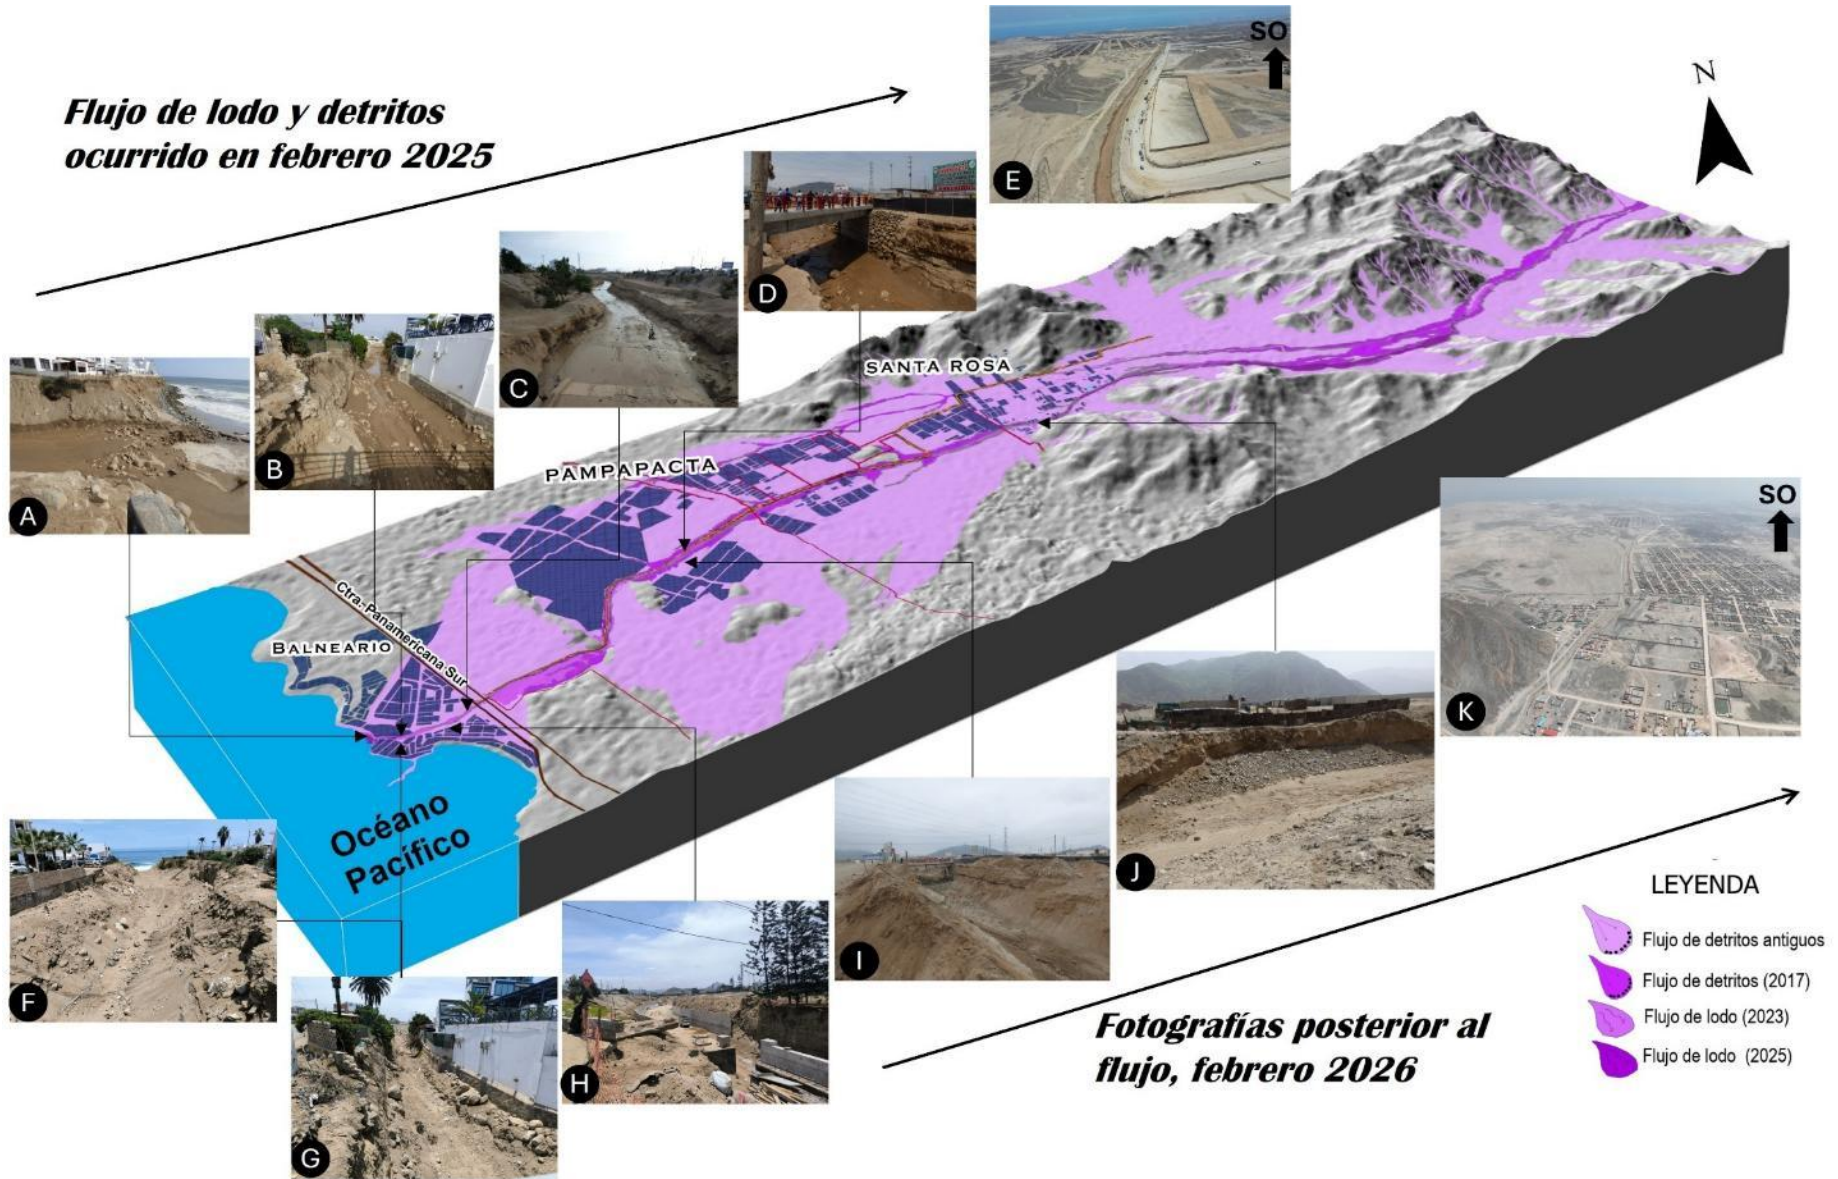 Flujo de lodo y detritos
ocurrido en febrero 2025
A
B
C
D
E
SO
N
SANTA ROSA
PAMPAPACTA
Ctra. Panamericana Sur
BALNEARIO
Océano
Pacífico
SO
K
J
I
H
G
F
Fotografías posterior al
flujo, febrero 2026
LEYENDA
Flujo de detritos antiguos
Flujo de detritos (2017)
Flujo de lodo (2023)
Flujo de lodo (2025)